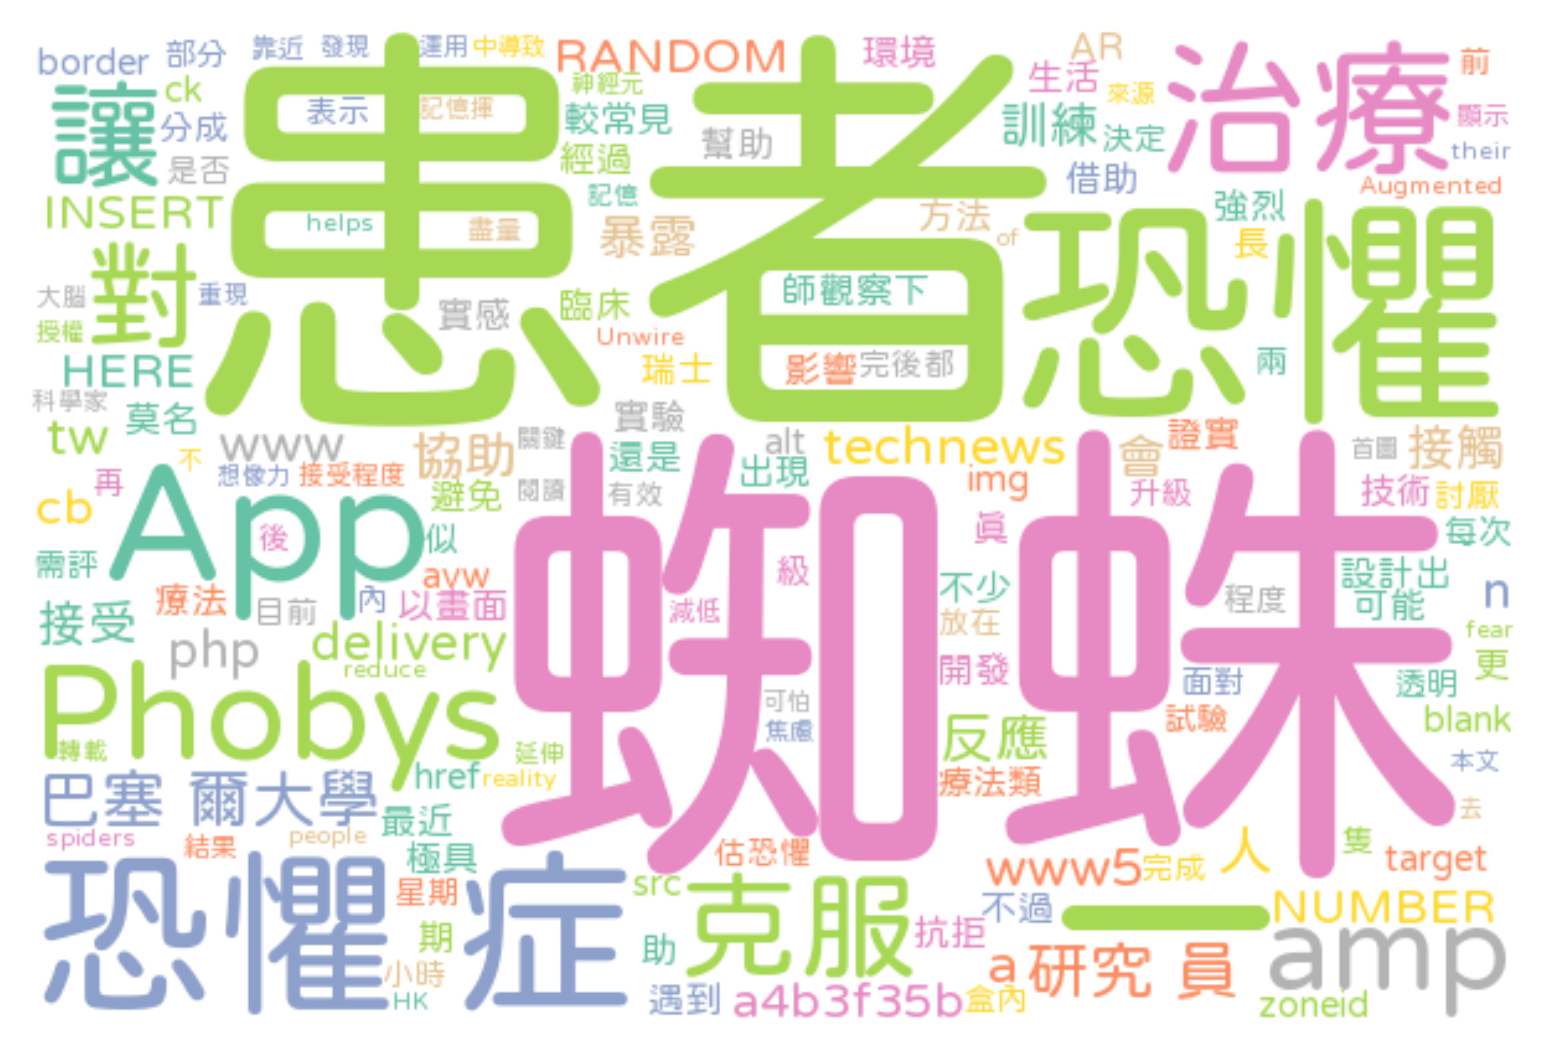 border 部分 靠近 發現 運用 中導致 RANDOM 環境 AR 治療 前
讓 ck 分成 是否 表示 記憶揮 神經元 較常見 經過 幫助 生活 來源 訓練 決定 顯示 their
INSERT helps 盡量 患者 記憶 暴露 方法 of 借助 強烈 Augmented
對 大腦 授權 重現 實感 臨床 Unwire 師觀察下 恐懼 長
HERE 科學家 莫名 瑞士 影響 完後都 兩
tw www 協助 關鍵 實驗 還是 alt 出現 technews 會 證實 首圖 接觸
再 不 想像力 接受程度 避免 閱讀 有效 img 升級 技術 討厭
cb App 後 似 蜘蛛 真 每次
需評 avw 級 不少 設計出 可能 n
接受 療法 目前 內 以畫面 減低 放在 程度 fear
php delivery reduce 開發 面對 透明 更
Phobys 轉載 可怕 焦慮 反應 試驗 blank
巴塞 爾大學 href reality 延伸 療法類 本文 去
spiders 結果 people 最近 極具 估恐懼 www5 完成 人 隻 target
恐懼 症 星期 src 克服 不過 一 NUMBER
期 小時 HK 助 抗拒 a 研究 員 amp
遇到 a4b3f35b 盒內 zoneid